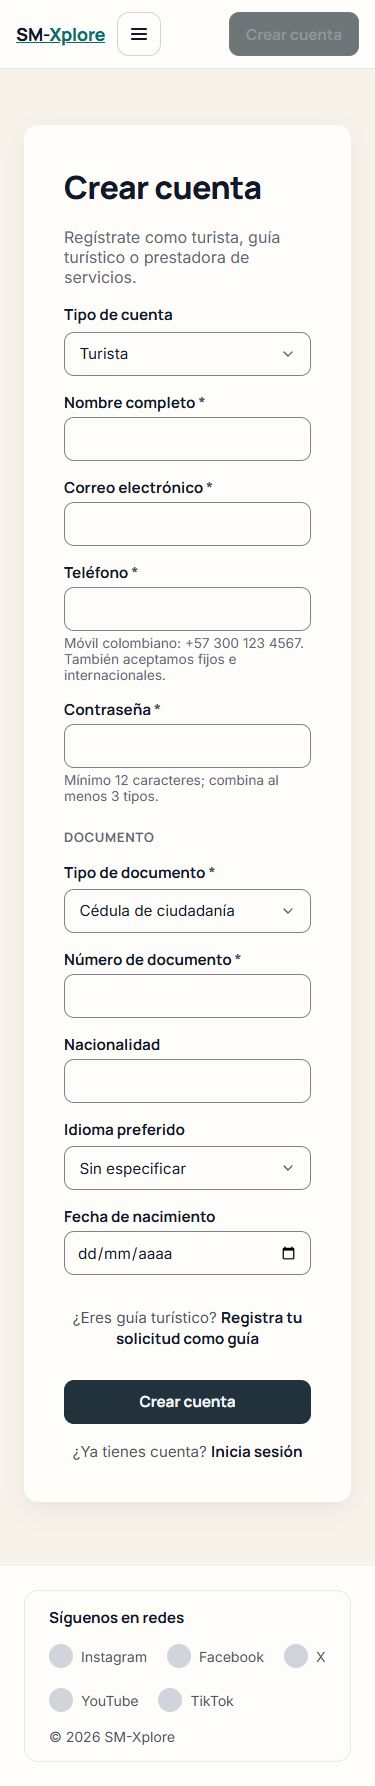 SM-Xplore
Crear cuenta
Crear cuenta
Regístrate como turista, guía
turístico o prestadora de
servicios.
Tipo de cuenta
Turista
Nombre completo *
Correo electrónico *
Teléfono *
Móvil colombiano: +57 300 123 4567.
También aceptamos fijos e
internacionales.
Contraseña *
Mínimo 12 caracteres; combina al
menos 3 tipos.
DOCUMENTO
Tipo de documento *
Cédula de ciudadanía
Número de documento *
Nacionalidad
Idioma preferido
Sin especificar
Fecha de nacimiento
dd/mm/aaaa
¿Eres guía turístico? Registra tu
solicitud como guía
Crear cuenta
¿Ya tienes cuenta? Inicia sesión
Síguenos en redes
Instagram Facebook X
YouTube TikTok
© 2026 SM-Xplore